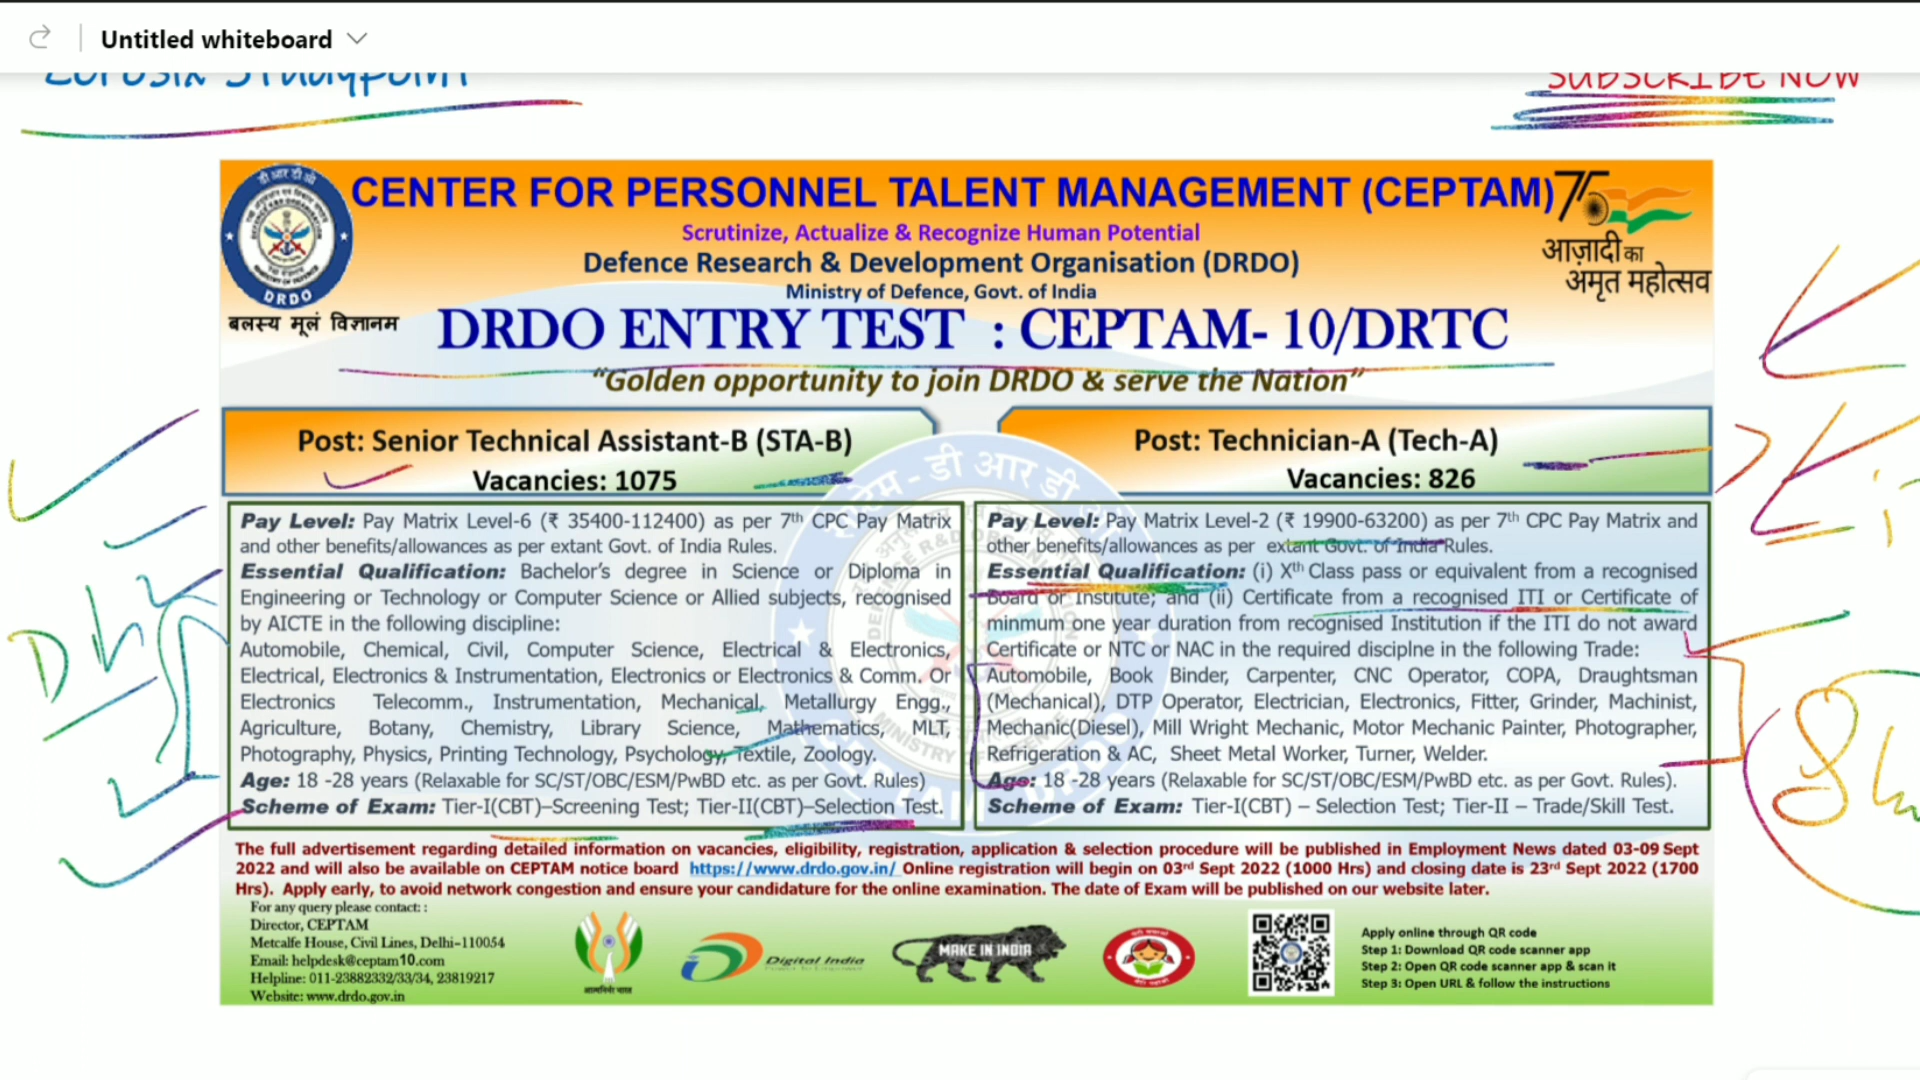 Untitled whiteboard
Studypoint
SUBSCRIBE NOW
CENTER FOR PERSONNEL TALENT MANAGEMENT (CEPTAM)
Scrutinize, Actualize & Recognize Human Potential
Defence Research & Development Organisation (DRDO)
Ministry of Defence, Govt. of India
DRDO
बलस्य मूलं विज्ञानम
75
आज़ादी का
अमृत महोत्सव
DRDO ENTRY TEST : CEPTAM- 10/DRTC
“Golden opportunity to join DRDO & serve the Nation”
Post: Senior Technical Assistant-B (STA-B)
Vacancies: 1075
Pay Level: Pay Matrix Level-6 (₹ 35400-112400) as per 7th CPC Pay Matrix
and other benefits/allowances as per extant Govt. of India Rules.
Essential Qualification: Bachelor’s degree in Science or Diploma in
Engineering or Technology or Computer Science or Allied subjects, recognised
by AICTE in the following discipline:
Automobile, Chemical, Civil, Computer Science, Electrical & Electronics,
Electrical, Electronics & Instrumentation, Electronics or Electronics & Comm. Or
Electronics Telecomm., Instrumentation, Mechanical, Metallurgy Engg.,
Agriculture, Botany, Chemistry, Library Science, Mathematics, MLT,
Photography, Physics, Printing Technology, Psychology, Textile, Zoology.
Age: 18 -28 years (Relaxable for SC/ST/OBC/ESM/PwBD etc. as per Govt. Rules)
Scheme of Exam: Tier-I(CBT)–Screening Test; Tier-II(CBT)–Selection Test.
Post: Technician-A (Tech-A)
Vacancies: 826
Pay Level: Pay Matrix Level-2 (₹ 19900-63200) as per 7th CPC Pay Matrix and
other benefits/allowances as per extant Govt. of India Rules.
Essential Qualification: (i) Xth Class pass or equivalent from a recognised
Board or Institute; and (ii) Certificate from a recognised ITI or Certificate of
minmum one year duration from recognised Institution if the ITI do not award
Certificate or NTC or NAC in the required disciplne in the following Trade:
Automobile, Book Binder, Carpenter, CNC Operator, COPA, Draughtsman
(Mechanical), DTP Operator, Electrician, Electronics, Fitter, Grinder, Machinist,
Mechanic(Diesel), Mill Wright Mechanic, Motor Mechanic Painter, Photographer,
Refrigeration & AC, Sheet Metal Worker, Turner, Welder.
Age: 18 -28 years (Relaxable for SC/ST/OBC/ESM/PwBD etc. as per Govt. Rules).
Scheme of Exam: Tier-I(CBT) – Selection Test; Tier-II – Trade/Skill Test.
The full advertisement regarding detailed information on vacancies, eligibility, registration, application & selection procedure will be published in Employment News dated 03-09 Sept
2022 and will also be available on CEPTAM notice board https://www.drdo.gov.in/ Online registration will begin on 03rd Sept 2022 (1000 Hrs) and closing date is 23rd Sept 2022 (1700
Hrs). Apply early, to avoid network congestion and ensure your candidature for the online examination. The date of Exam will be published on our website later.
For any query please contact: :
Director, CEPTAM
Metcalfe House, Civil Lines, Delhi-110054
Email: helpdesk@ceptam10.com
Helpline: 011-23882332/33/34, 23819217
Website: www.drdo.gov.in
आत्मनिर्भर भारत
Digital India
Power To Empower
MAKE IN INDIA
Apply online through QR code
Step 1: Download QR code scanner app
Step 2: Open QR code scanner app & scan it
Step 3: Open URL & follow the instructions